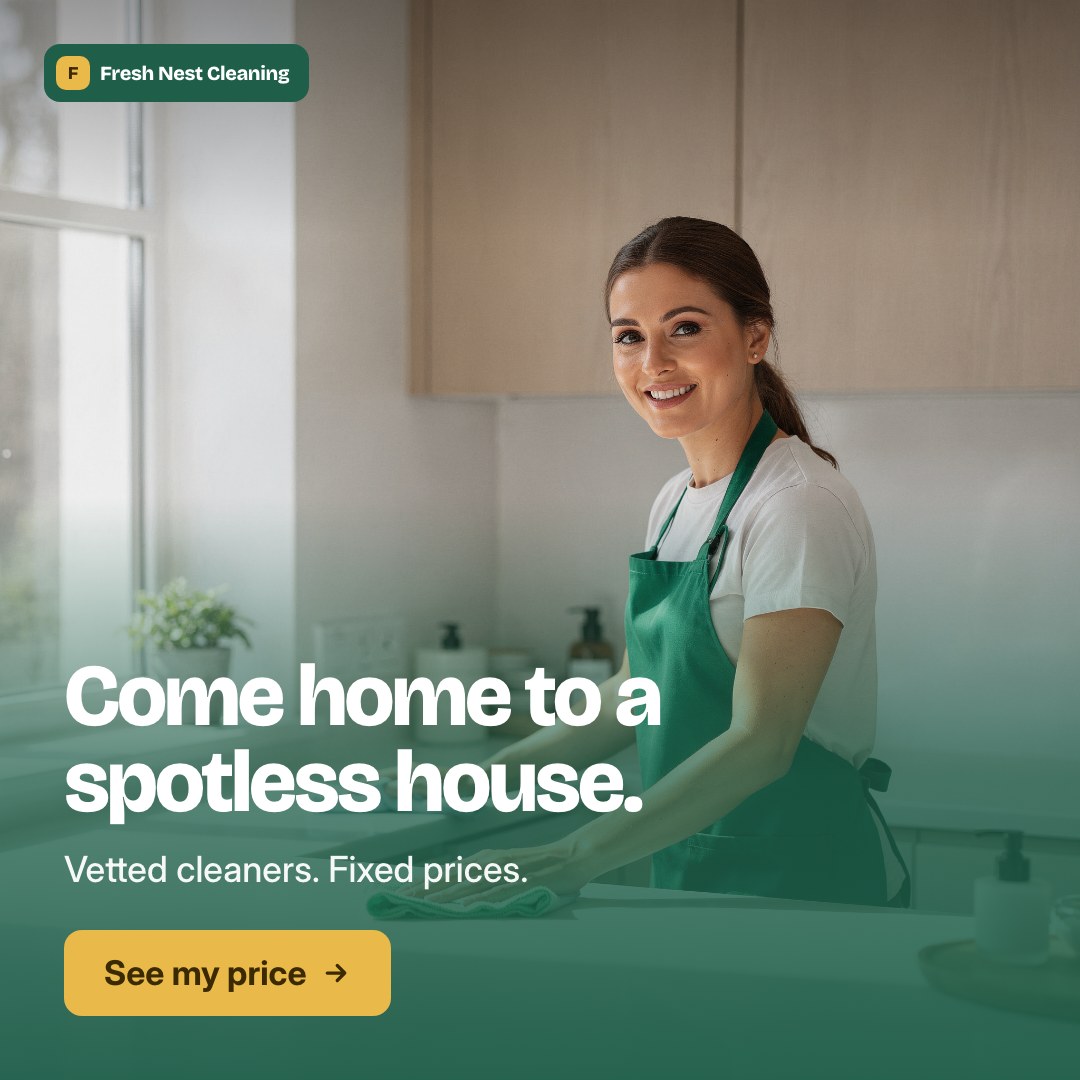 F
Fresh Nest Cleaning
Come home to a
spotless house.
Vetted cleaners. Fixed prices.
See my price →